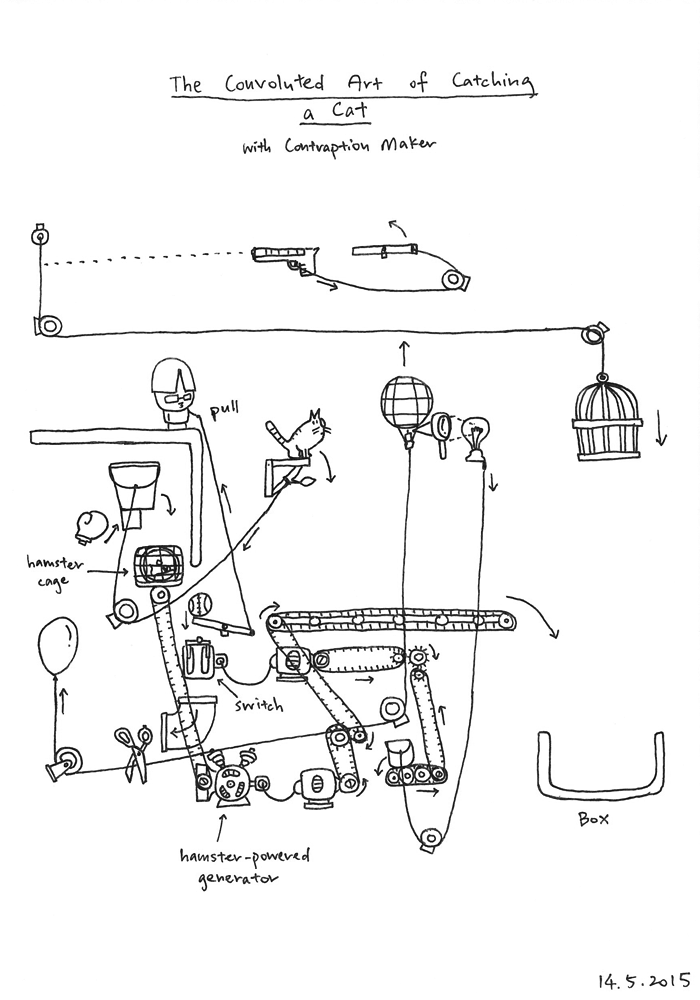 The Convoluted Art of Catching
a Cat
with Contraption Maker
pull
hamster
cage
switch
hamster-powered
generator
Box
14.5.2015